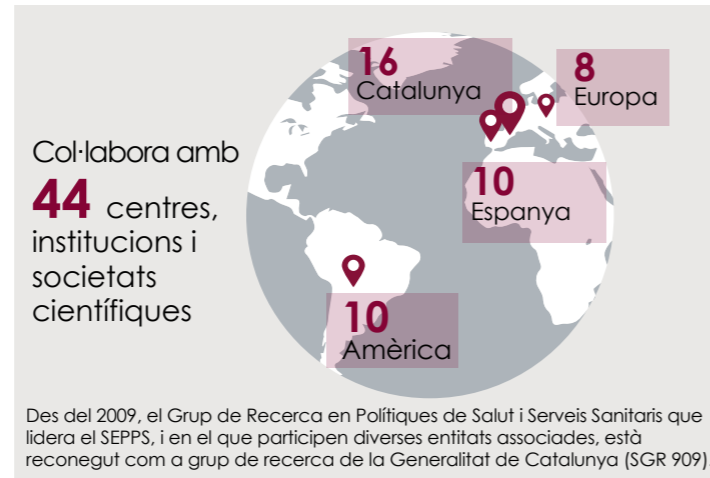 Col·labora amb
44 centres,
institucions i
societats
científiques
16
Catalunya
8
Europa
10
Espanya
10
Amèrica
Des del 2009, el Grup de Recerca en Polítiques de Salut i Serveis Sanitaris que
lidera el SEPPS, i en el que participen diverses entitats associades, està
reconegut com a grup de recerca de la Generalitat de Catalunya (SGR 909).